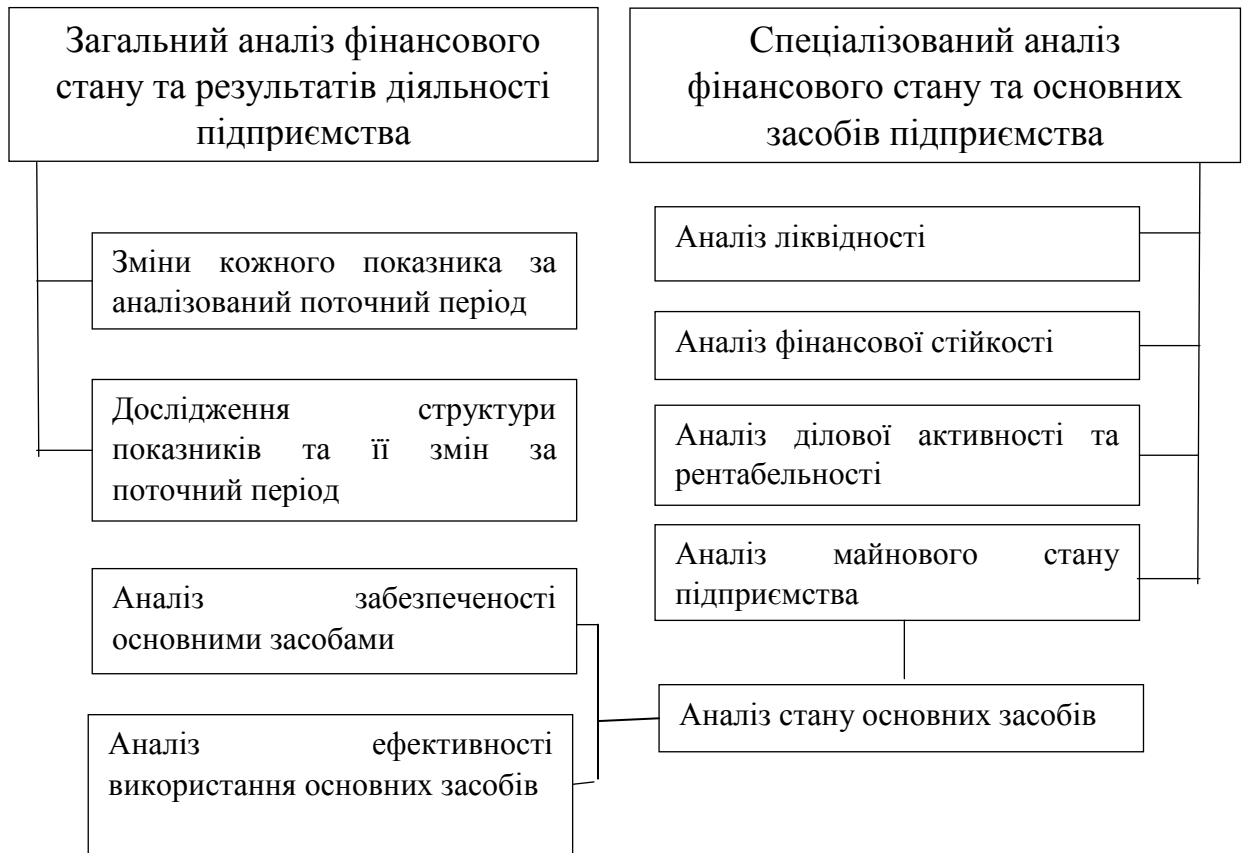 Загальний аналіз фінансового
стану та результатів діяльності
підприємства
Спеціалізований аналіз
фінансового стану та основних
засобів підприємства
Зміни кожного показника за
аналізований поточний період
Дослідження структури
показників та її змін за
поточний період
Аналіз ліквідності
Аналіз фінансової стійкості
Аналіз ділової активності та
рентабельності
Аналіз майнового стану
підприємства
Аналіз забезпеченості
основними засобами
Аналіз ефективності
використання основних засобів
Аналіз стану основних засобів